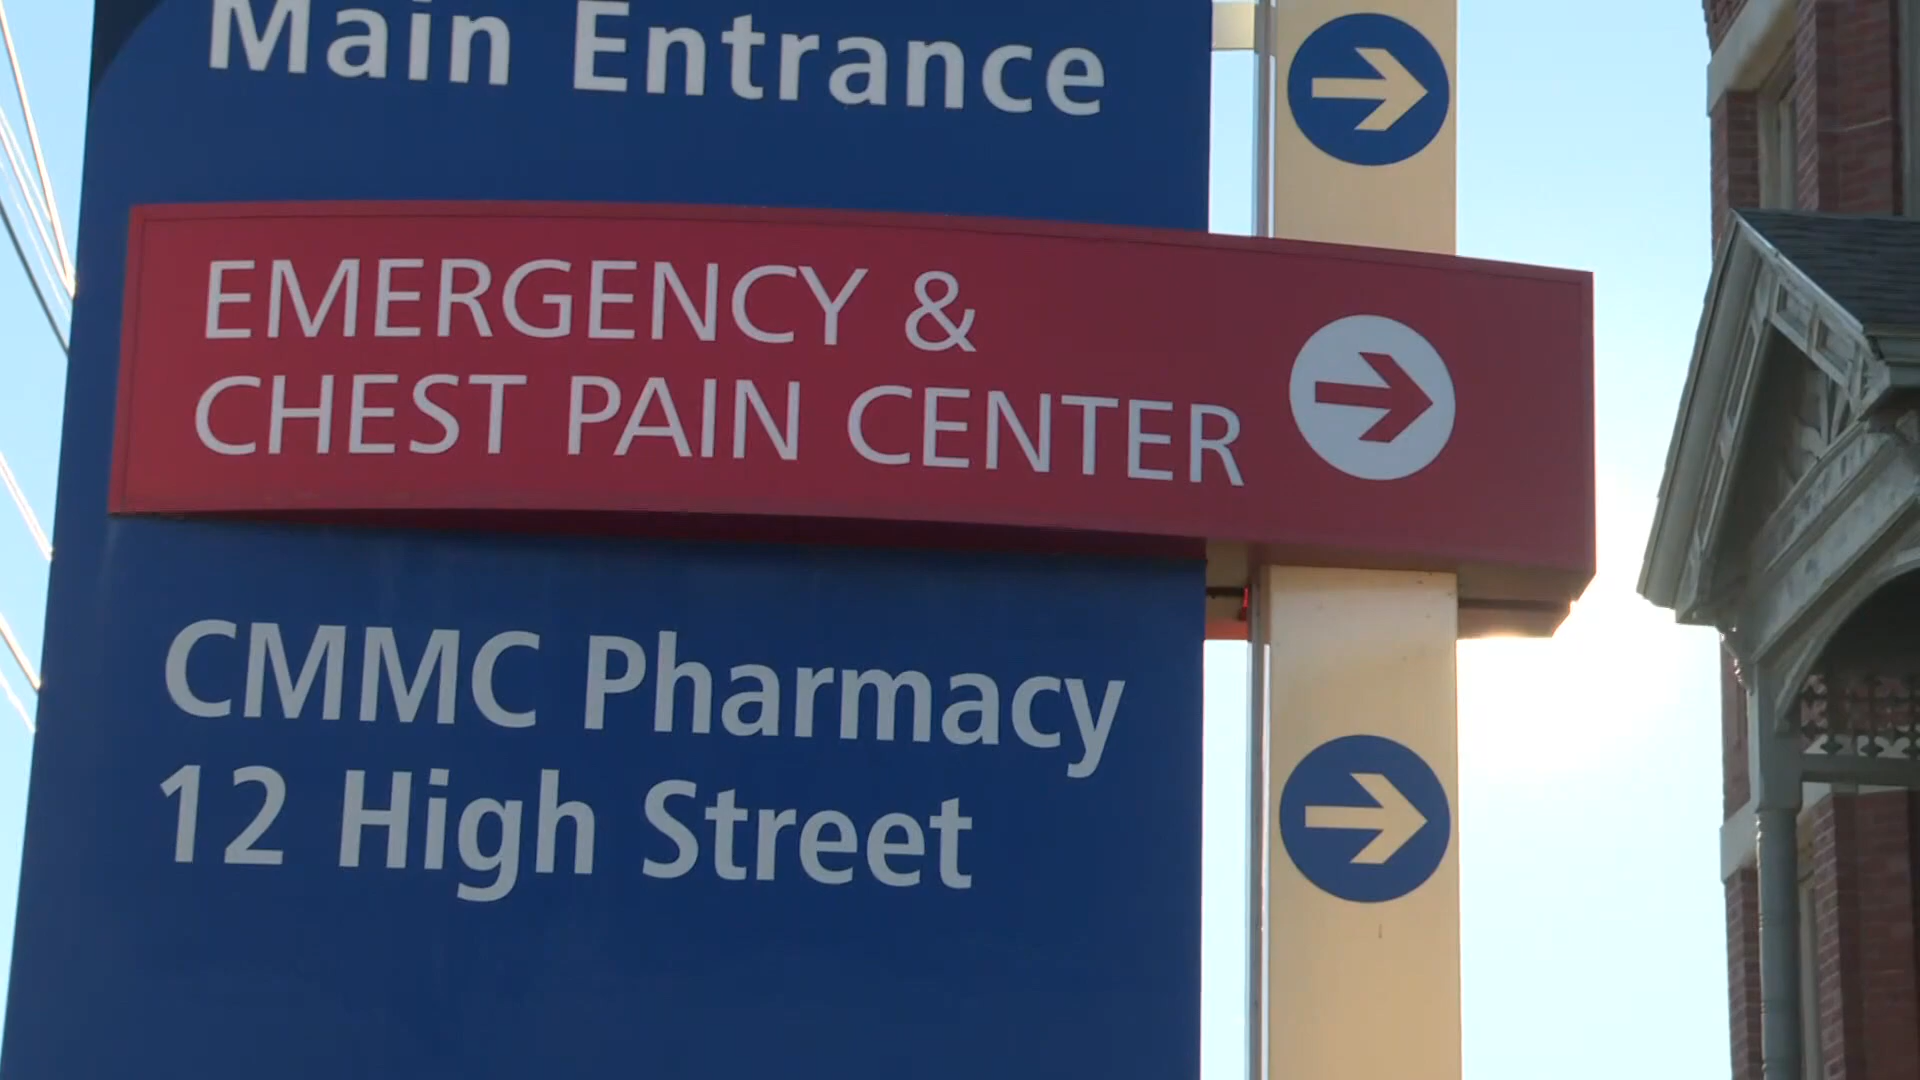 Main Entrance
EMERGENCY &
CHEST PAIN CENTER
CMMC Pharmacy
12 High Street